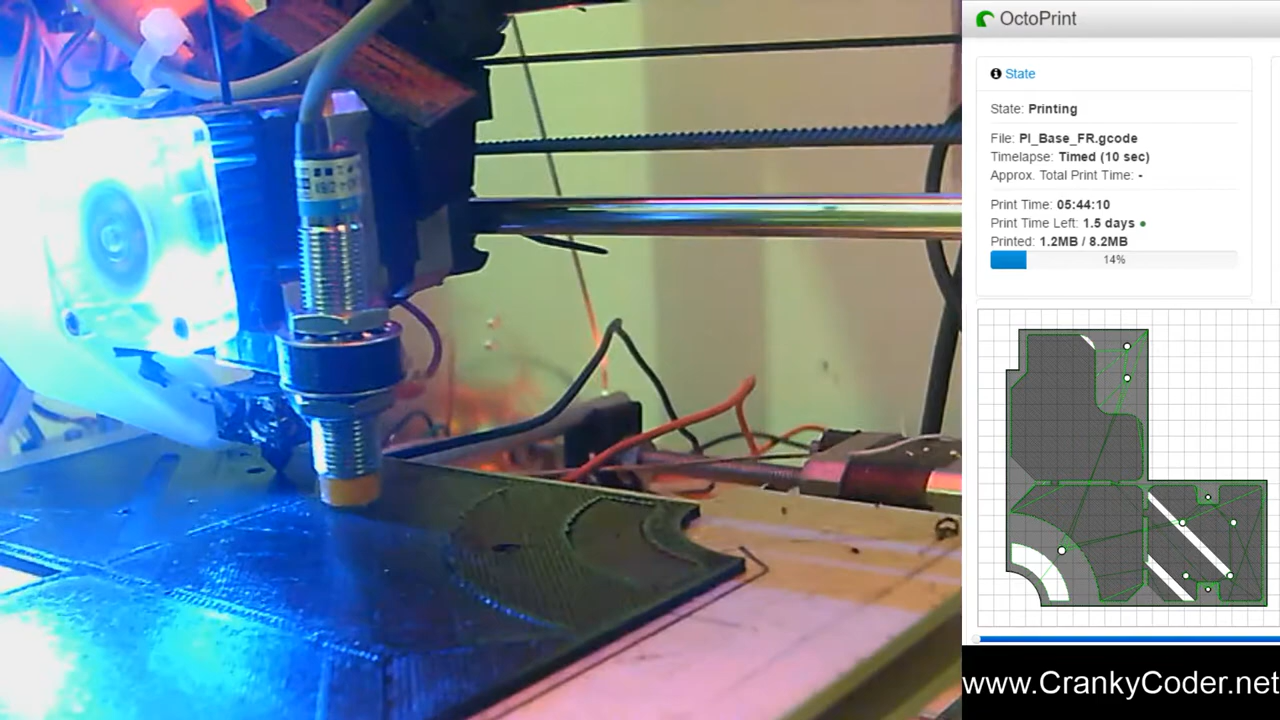 OctoPrint
State
State: Printing
File: PI_Base_FR.gcode
Timelapse: Timed (10 sec)
Approx. Total Print Time: -
Print Time: 05:44:10
Print Time Left: 1.5 days
Printed: 1.2MB / 8.2MB
14%
www.CrankyCoder.net